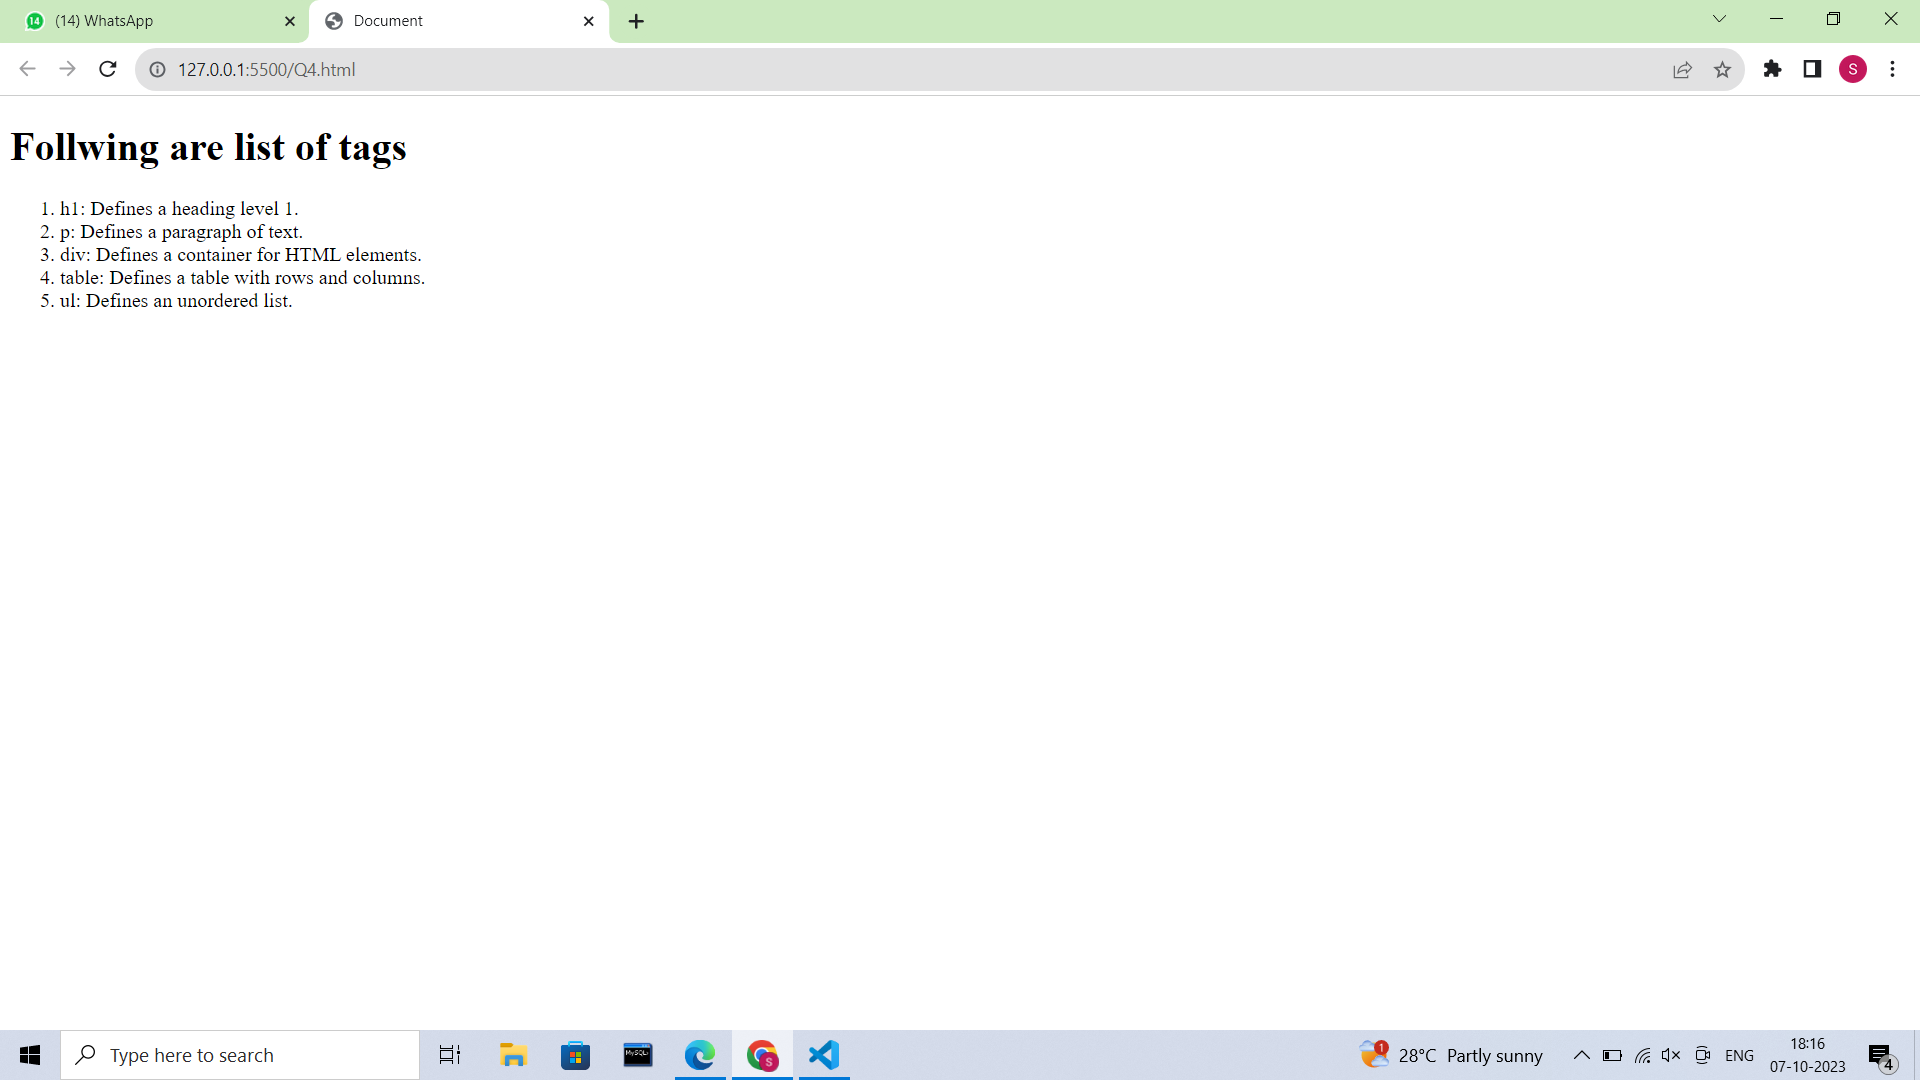 14 (14) WhatsApp
Document
127.0.0.1:5500/Q4.html
S
Follwing are list of tags
1. h1: Defines a heading level 1.
2. p: Defines a paragraph of text.
3. div: Defines a container for HTML elements.
4. table: Defines a table with rows and columns.
5. ul: Defines an unordered list.
Type here to search
MySQL
S
1
28°C Partly sunny
ENG
18:16
07-10-2023
4